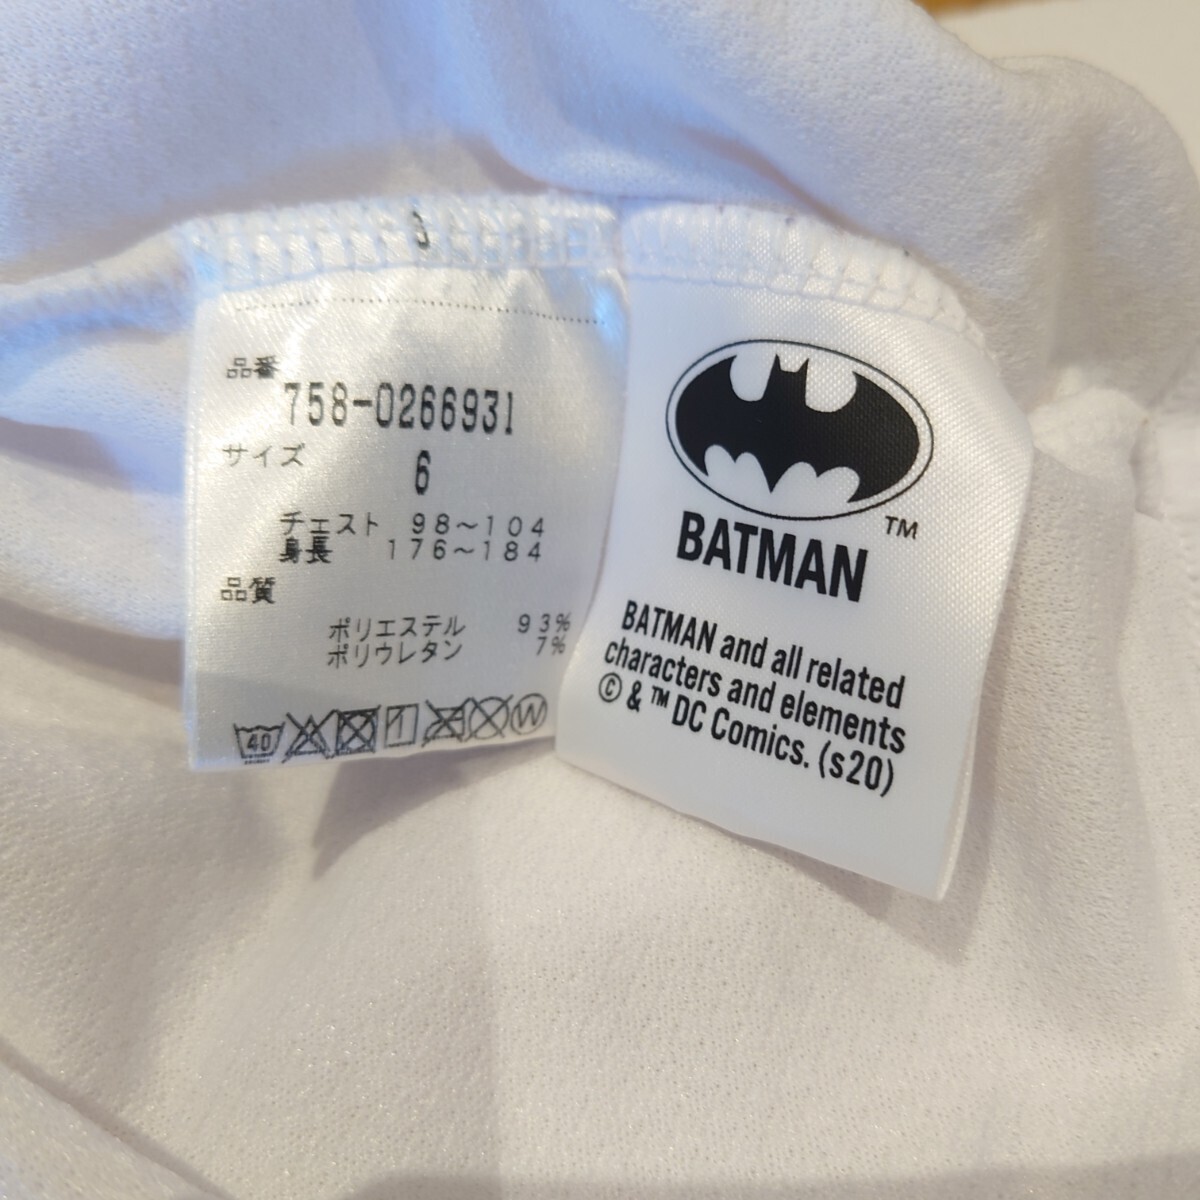 品番
758-0266931
サイズ
6
チェスト 98～104
身長 176～184
品質
ポリエステル 93%
ポリウレタン 7%
40
W
TM
BATMAN
BATMAN and all related
characters and elements
© & ™ DC Comics. (s20)